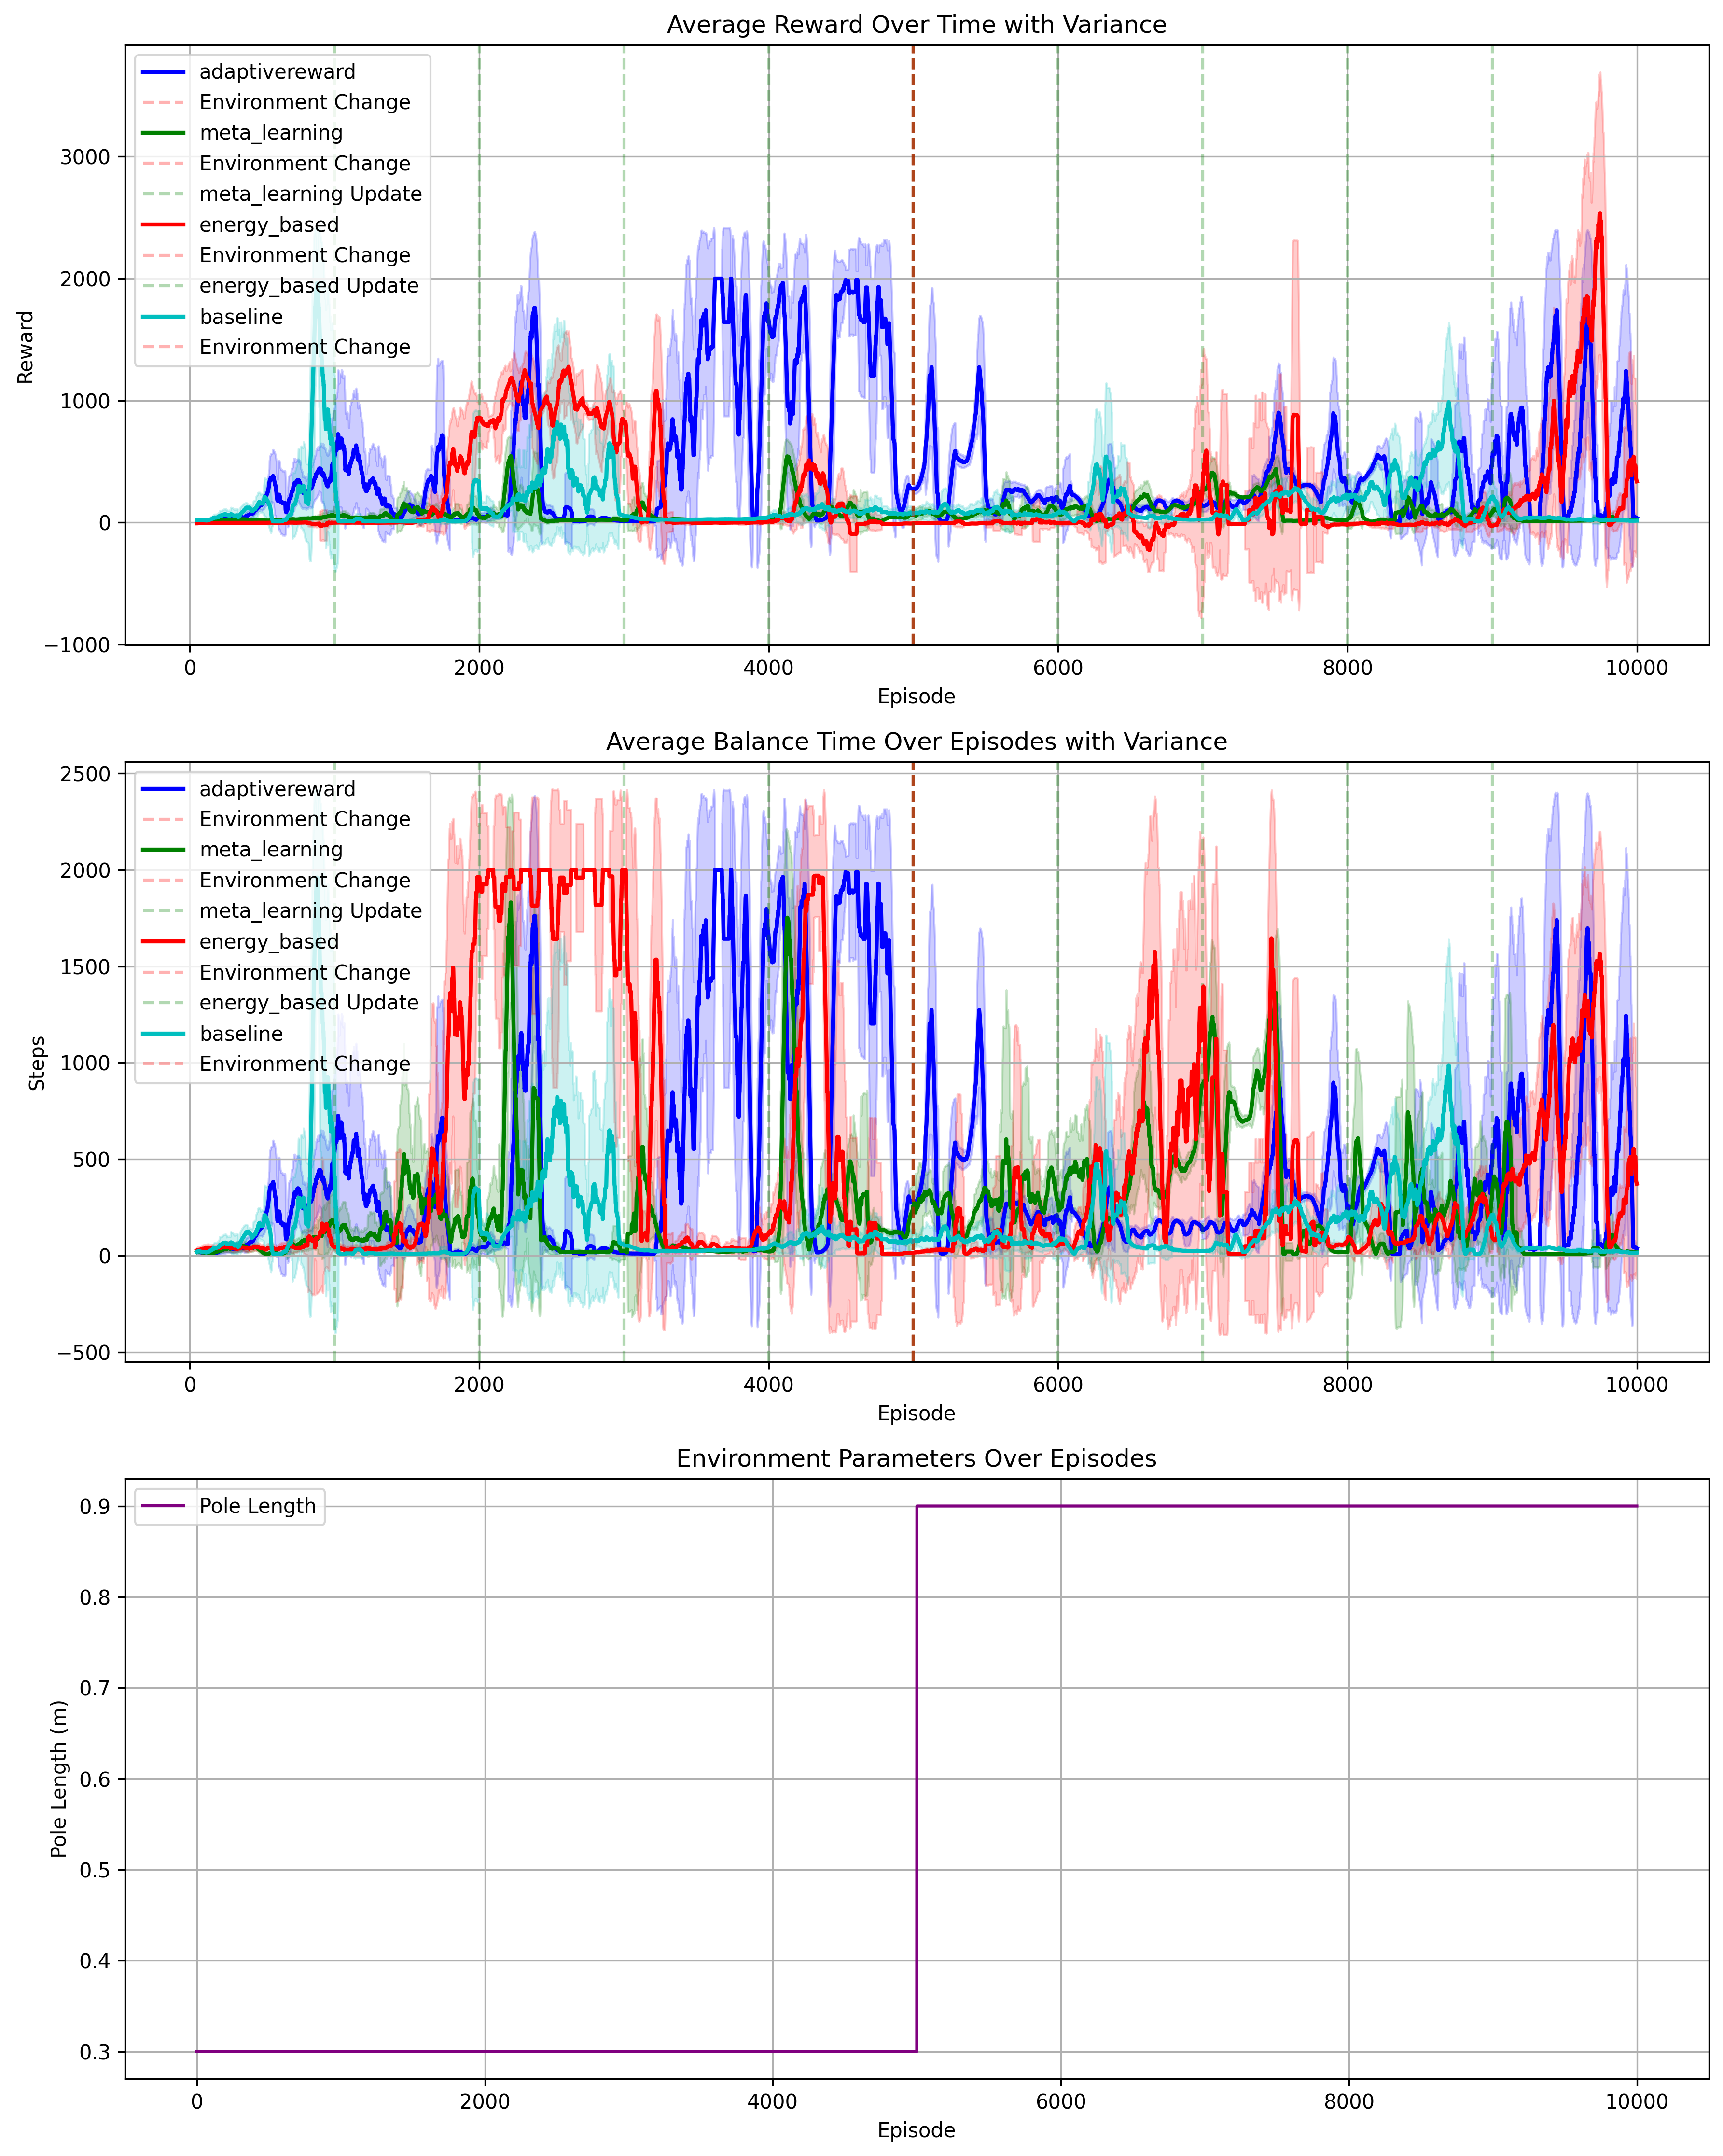 Average Reward Over Time with Variance
adaptivereward
Environment Change
meta_learning
Environment Change
meta_learning Update
energy_based
Environment Change
energy_based Update
baseline
Environment Change
Reward
3000
2000
1000
0
−1000
0 2000 4000 6000 8000 10000
Episode
Average Balance Time Over Episodes with Variance
adaptivereward
Environment Change
meta_learning
Environment Change
meta_learning Update
energy_based
Environment Change
energy_based Update
baseline
Environment Change
Steps
2500
2000
1500
1000
500
0
−500
0 2000 4000 6000 8000 10000
Episode
Environment Parameters Over Episodes
Pole Length
Pole Length (m)
0.9
0.8
0.7
0.6
0.5
0.4
0.3
0 2000 4000 6000 8000 10000
Episode